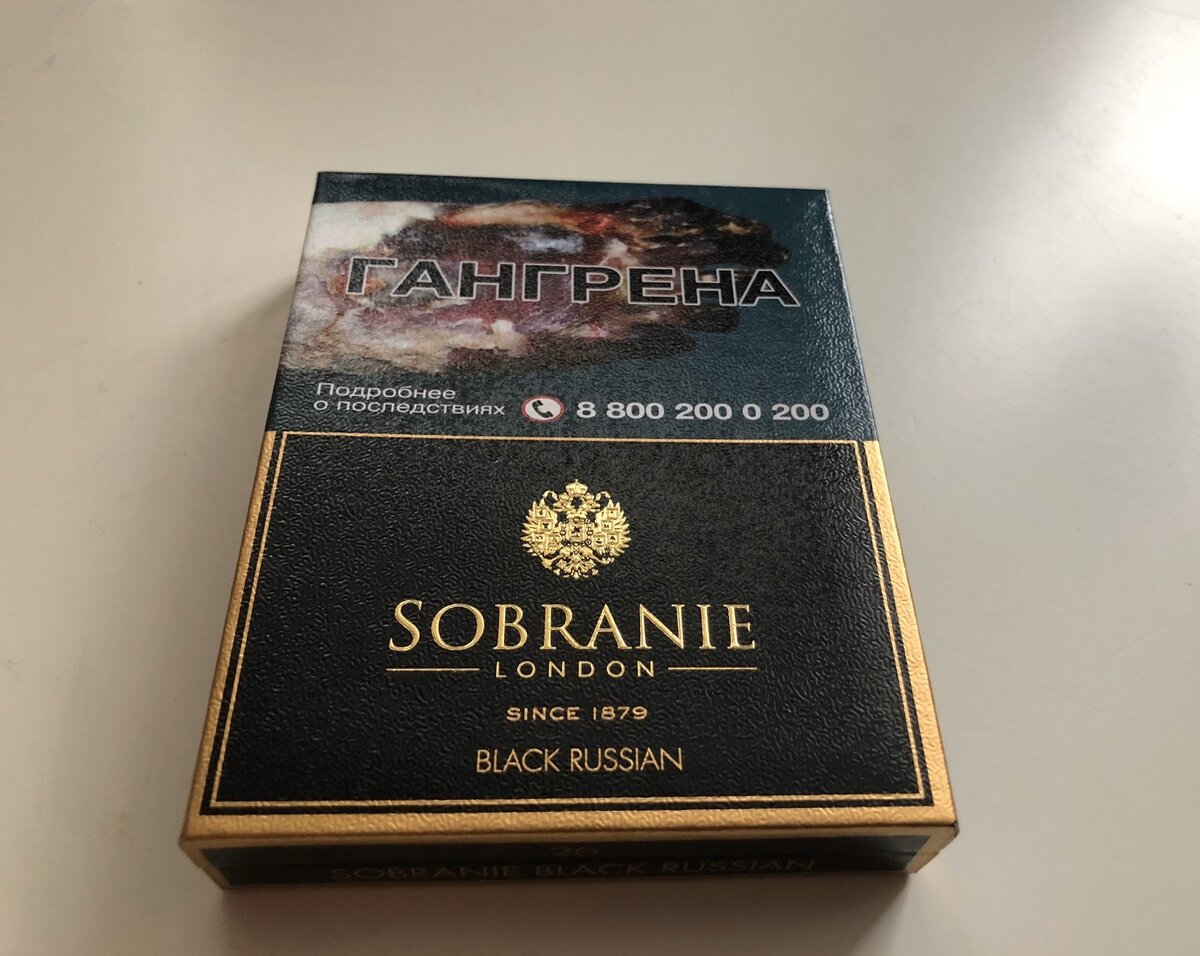 ГАНГРЕНА
Подробнее
о последствиях
8 800 200 0 200
SOBRANIE
LONDON
SINCE 1879
BLACK RUSSIAN
20
SOBRANIE BLACK RUSSIAN